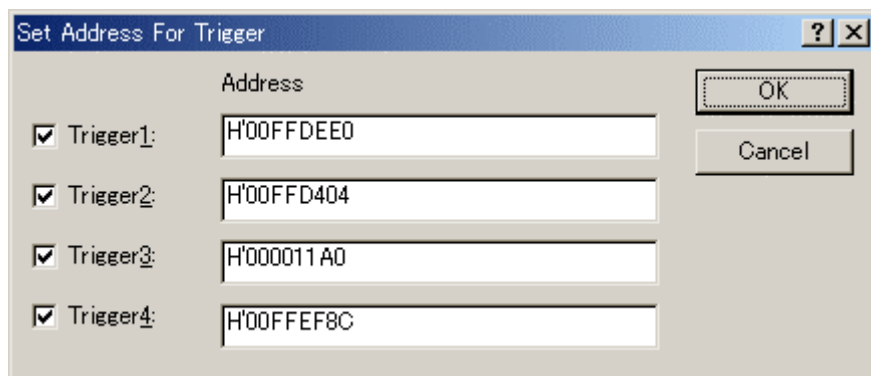 Set Address For Trigger
Address
OK
Trigger1: H'00FFDEE0
Cancel
Trigger2: H'00FFD404
Trigger3: H'000011A0
Trigger4: H'00FFEF8C